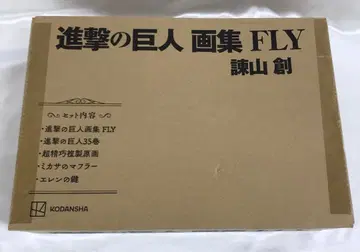 進撃の巨人 画集 FLY
諫山 創
セット内容
・進撃の巨人画集 FLY
・進撃の巨人35巻
・超精巧複製原画
・ミカサのマフラー
・エレンの鍵
KODANSHA